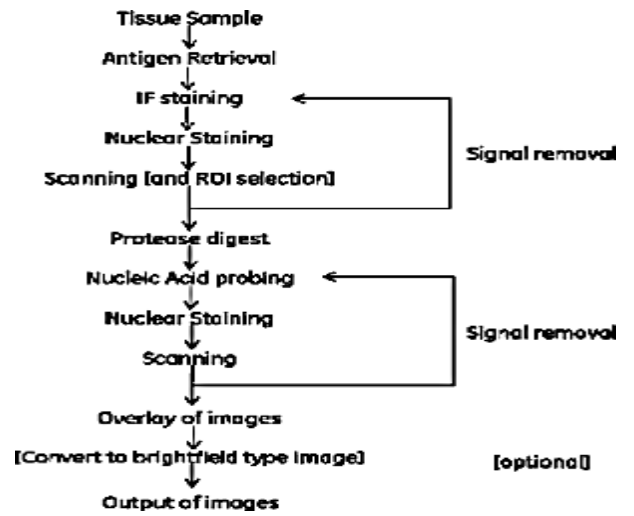 Tissue Sample
Antigen Retrieval
IF staining
Nuclear Staining
Signal removal
Scanning [and ROI selection]
Protease digest
Nucleic Acid probing
Nuclear Staining
Signal removal
Scanning
Overlay of images
[Convert to brightfield type image]
[optional]
Output of images